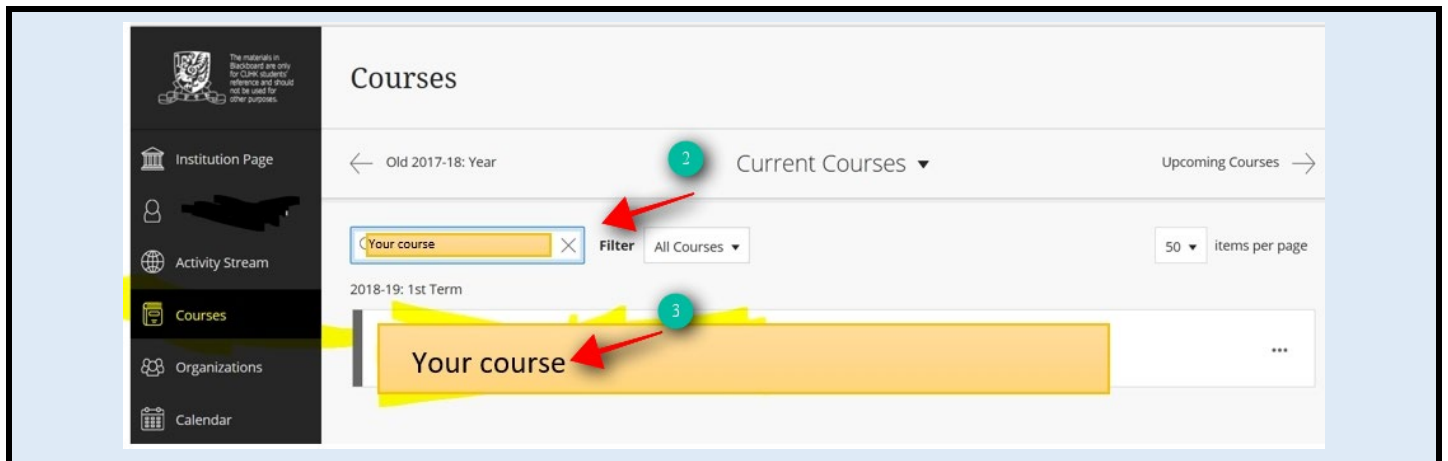 The materials in
Blackboard are only
for CUHK students'
reference and should
not be used for
other purposes.
Courses
Institution Page
Old 2017-18: Year
2
Current Courses
Upcoming Courses
Your course
Filter
All Courses
50
items per page
Activity Stream
2018-19: 1st Term
3
Courses
Your course
...
Organizations
Calendar